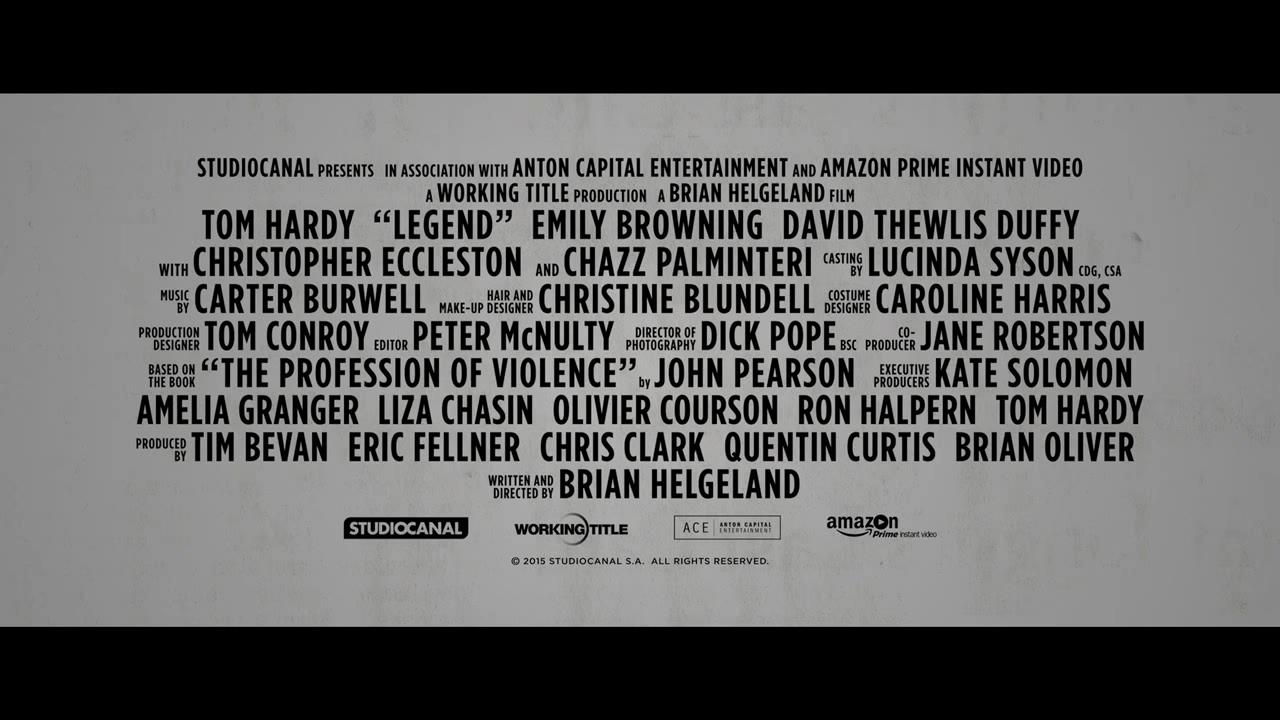 STUDIOCANAL PRESENTS IN ASSOCIATION WITH ANTON CAPITAL ENTERTAINMENT AND AMAZON PRIME INSTANT VIDEO
A WORKING TITLE PRODUCTION A BRIAN HELGELAND FILM
TOM HARDY “LEGEND” EMILY BROWNING DAVID THEWLIS DUFFY
WITH CHRISTOPHER ECCLESTON AND CHAZZ PALMINTERI CASTING BY LUCINDA SYSON CDG, CSA
MUSIC BY CARTER BURWELL HAIR AND MAKE-UP DESIGNER CHRISTINE BLUNDELL COSTUME DESIGNER CAROLINE HARRIS
PRODUCTION DESIGNER TOM CONROY EDITOR PETER McNULTY DIRECTOR OF PHOTOGRAPHY DICK POPE BSC CO-PRODUCER JANE ROBERTSON
BASED ON THE BOOK “THE PROFESSION OF VIOLENCE” by JOHN PEARSON EXECUTIVE PRODUCERS KATE SOLOMON
AMELIA GRANGER LIZA CHASIN OLIVIER COURSON RON HALPERN TOM HARDY
PRODUCED BY TIM BEVAN ERIC FELLNER CHRIS CLARK QUENTIN CURTIS BRIAN OLIVER
WRITTEN AND DIRECTED BY BRIAN HELGELAND
STUDIOCANAL WORKING TITLE ACE ANTON CAPITAL ENTERTAINMENT amazon Prime instant video
© 2015 STUDIOCANAL S.A. ALL RIGHTS RESERVED.